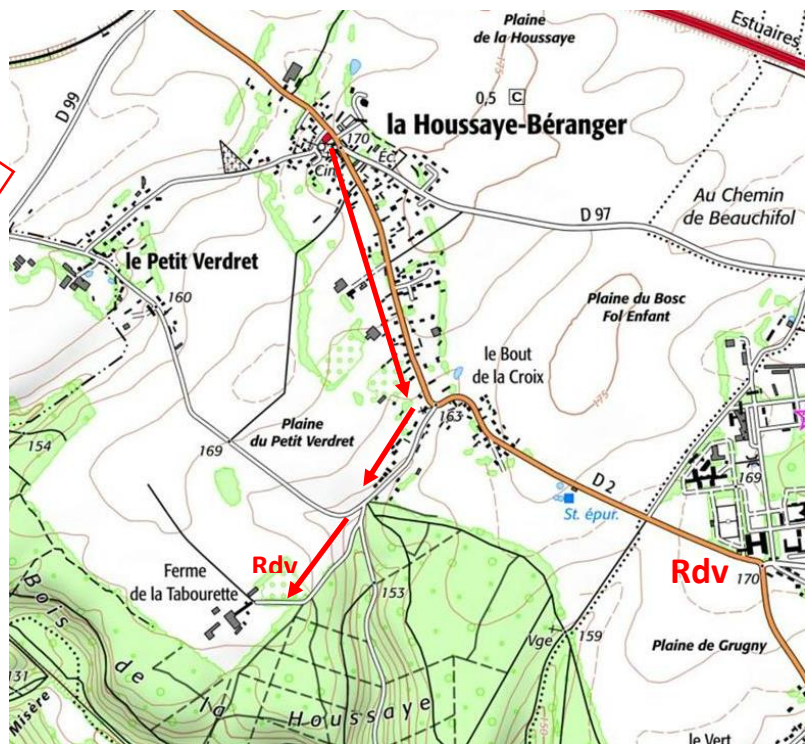 Plaine
de la Houssaye
175
Estuaires
D 99
0,5 C
la Houssaye-Béranger
170
Éc.
Cim
Au Chemin
de Beauchifol
D 97
le Petit Verdret
160
Plaine du Bosc
Fol Enfant
175
le Bout
de la Croix
163
Plaine
du Petit Verdret
154
169
169
D 2
St. épur.
Rdv
Rdv
170
Ferme
de la Tabourette
153
Vge
159
Plaine de Grugny
Bois de la Houssaye
131
Misère
150
le Vert